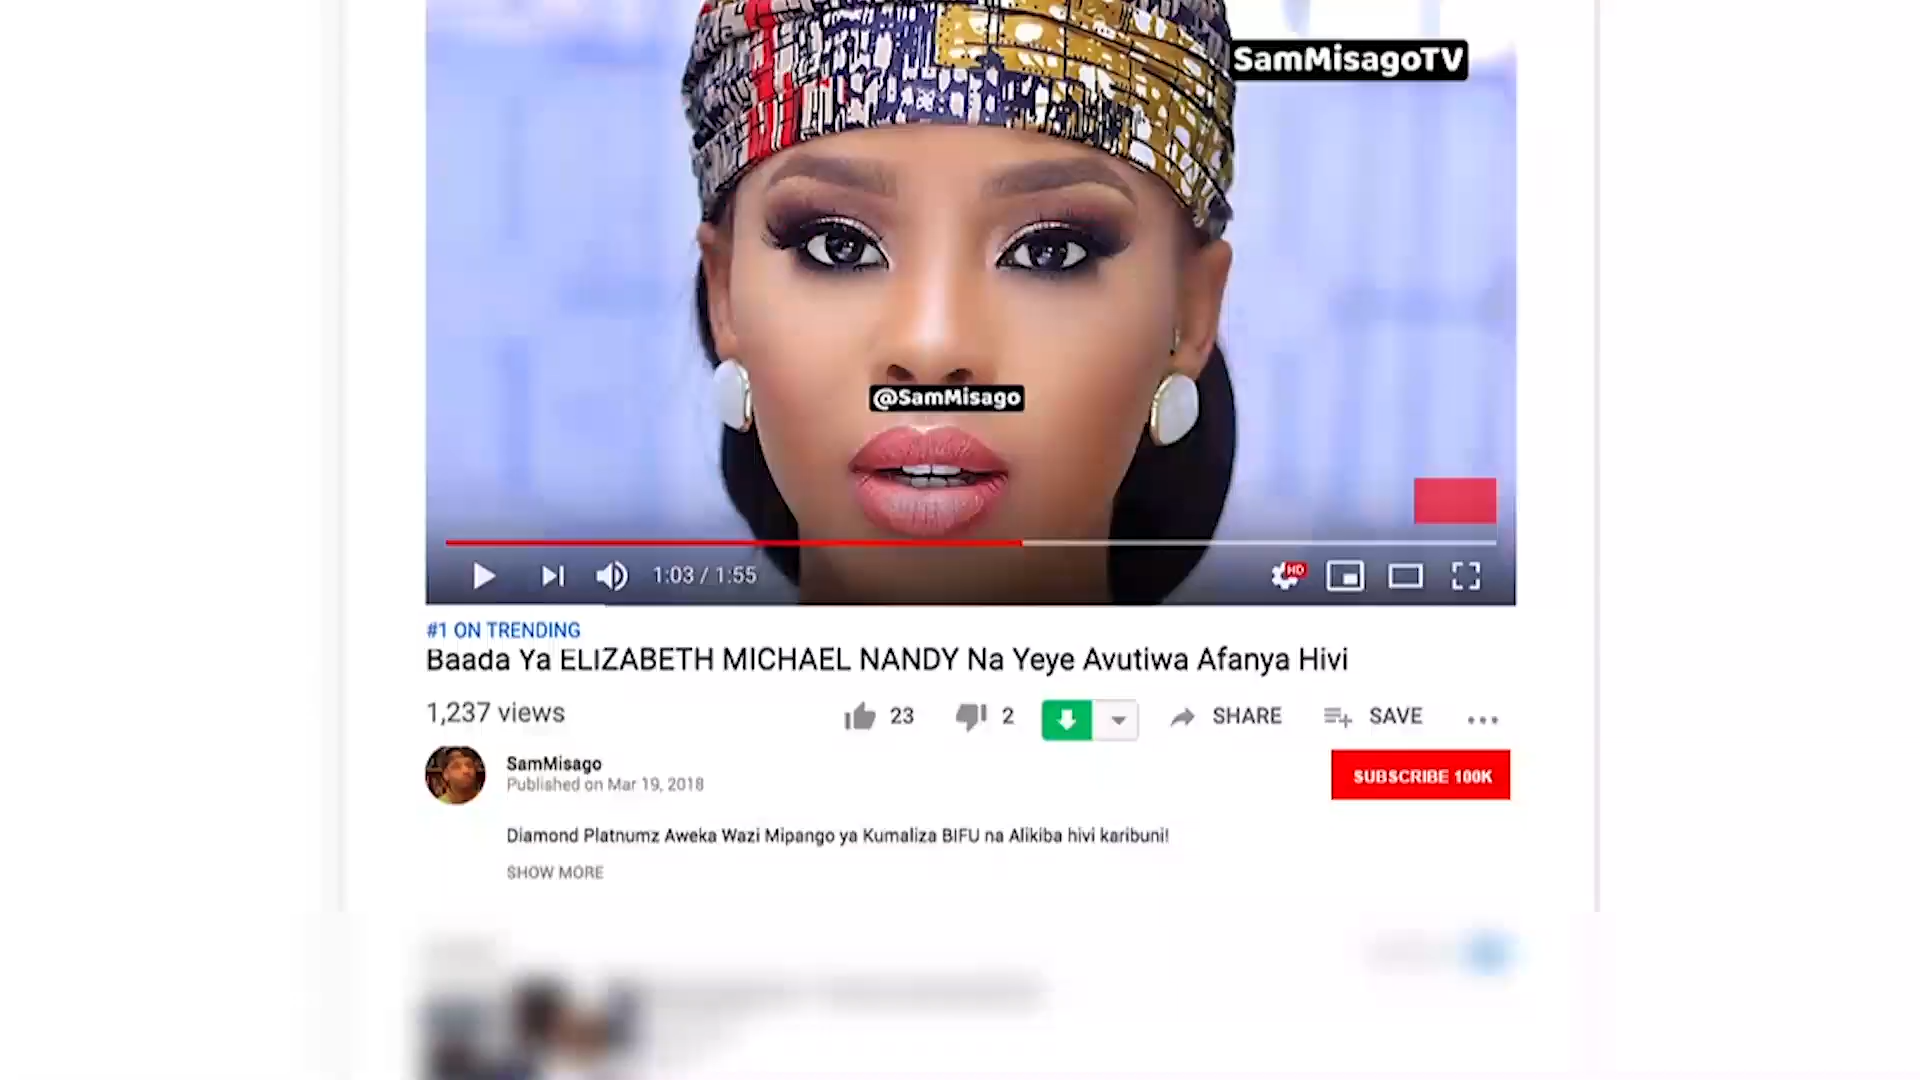 SamMisagoTV
@SamMisago
HD
1:03 / 1:55
#1 ON TRENDING
Baada Ya ELIZABETH MICHAEL NANDY Na Yeye Avutiwa Afanya Hivi
1,237 views
23
2
SHARE
SAVE
SamMisago
Published on Mar 19, 2018
SUBSCRIBE 100K
Diamond Platnumz Aweka Wazi Mipango ya Kumaliza BIFU na Alikiba hivi karibuni!
SHOW MORE